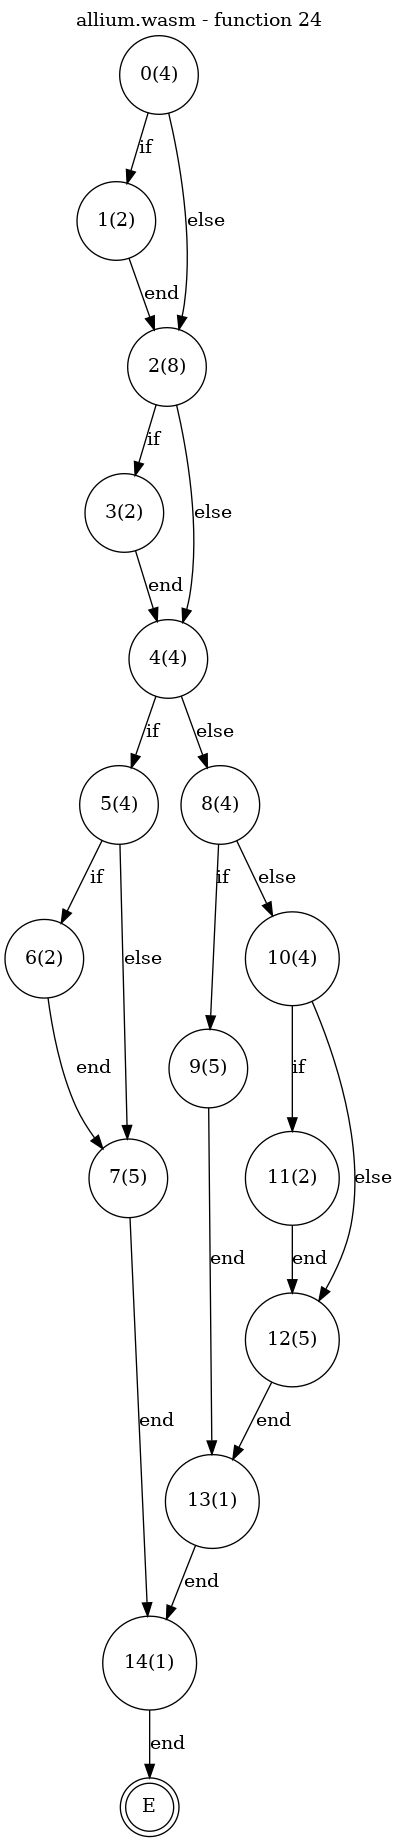 allium.wasm - function 24
0(4)
if
1(2)
else
end
2(8)
if
3(2)
else
end
4(4)
if
else
5(4)
8(4)
if
if
else
6(2)
else
10(4)
end
9(5)
if
7(5)
11(2)
else
end
end
12(5)
end
end
13(1)
end
14(1)
end
E